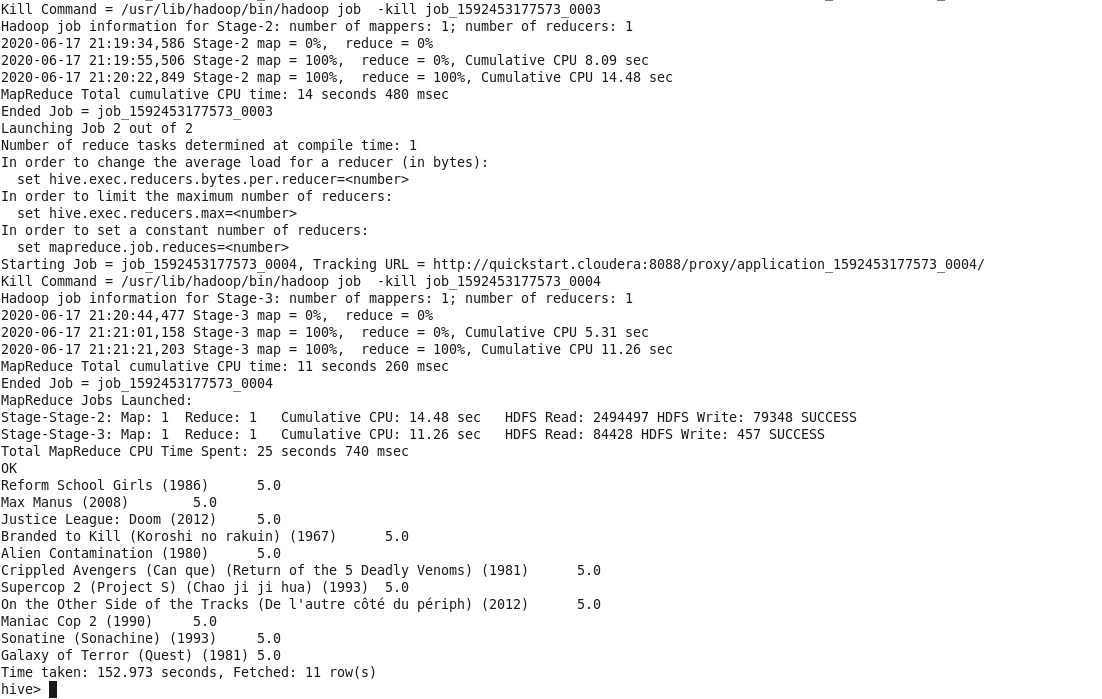 Kill Command = /usr/lib/hadoop/bin/hadoop job  -kill job_1592453177573_0003
Hadoop job information for Stage-2: number of mappers: 1; number of reducers: 1
2020-06-17 21:19:34,586 Stage-2 map = 0%,  reduce = 0%
2020-06-17 21:19:55,506 Stage-2 map = 100%,  reduce = 0%, Cumulative CPU 8.09 sec
2020-06-17 21:20:22,849 Stage-2 map = 100%,  reduce = 100%, Cumulative CPU 14.48 sec
MapReduce Total cumulative CPU time: 14 seconds 480 msec
Ended Job = job_1592453177573_0003
Launching Job 2 out of 2
Number of reduce tasks determined at compile time: 1
In order to change the average load for a reducer (in bytes):
  set hive.exec.reducers.bytes.per.reducer=<number>
In order to limit the maximum number of reducers:
  set hive.exec.reducers.max=<number>
In order to set a constant number of reducers:
  set mapreduce.job.reduces=<number>
Starting Job = job_1592453177573_0004, Tracking URL = http://quickstart.cloudera:8088/proxy/application_1592453177573_0004/
Kill Command = /usr/lib/hadoop/bin/hadoop job  -kill job_1592453177573_0004
Hadoop job information for Stage-3: number of mappers: 1; number of reducers: 1
2020-06-17 21:20:44,477 Stage-3 map = 0%,  reduce = 0%
2020-06-17 21:21:01,158 Stage-3 map = 100%,  reduce = 0%, Cumulative CPU 5.31 sec
2020-06-17 21:21:21,203 Stage-3 map = 100%,  reduce = 100%, Cumulative CPU 11.26 sec
MapReduce Total cumulative CPU time: 11 seconds 260 msec
Ended Job = job_1592453177573_0004
MapReduce Jobs Launched:
Stage-Stage-2: Map: 1  Reduce: 1   Cumulative CPU: 14.48 sec   HDFS Read: 2494497 HDFS Write: 79348 SUCCESS
Stage-Stage-3: Map: 1  Reduce: 1   Cumulative CPU: 11.26 sec   HDFS Read: 84428 HDFS Write: 457 SUCCESS
Total MapReduce CPU Time Spent: 25 seconds 740 msec
OK
Reform School Girls (1986)      5.0
Max Manus (2008)        5.0
Justice League: Doom (2012)     5.0
Branded to Kill (Koroshi no rakuin) (1967)      5.0
Alien Contamination (1980)      5.0
Crippled Avengers (Can que) (Return of the 5 Deadly Venoms) (1981)      5.0
Supercop 2 (Project S) (Chao ji ji hua) (1993)  5.0
On the Other Side of the Tracks (De l'autre côté du périph) (2012)      5.0
Maniac Cop 2 (1990)     5.0
Sonatine (Sonachine) (1993)     5.0
Galaxy of Terror (Quest) (1981) 5.0
Time taken: 152.973 seconds, Fetched: 11 row(s)
hive>